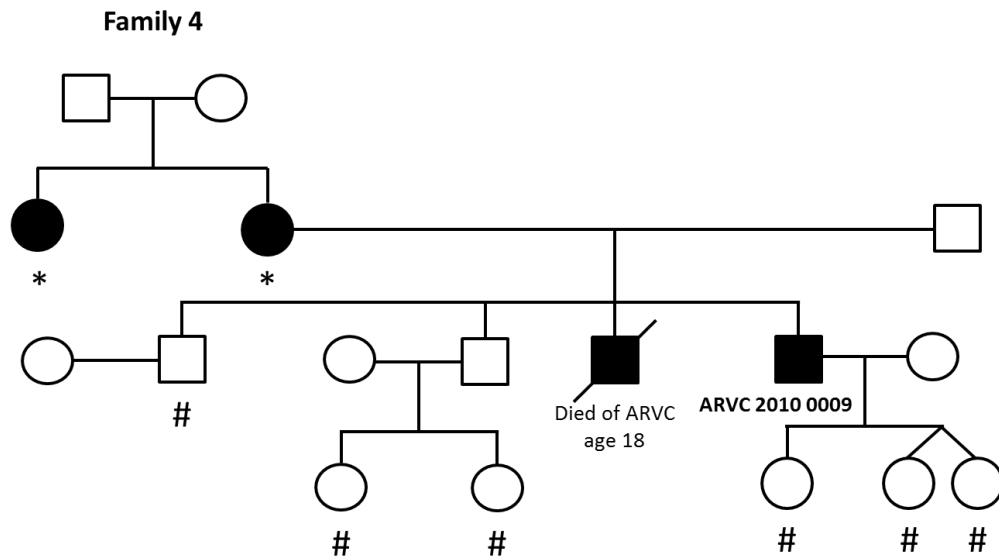 Family 4
* *
#
Died of ARVC
age 18
ARVC 2010 0009
# # # # #